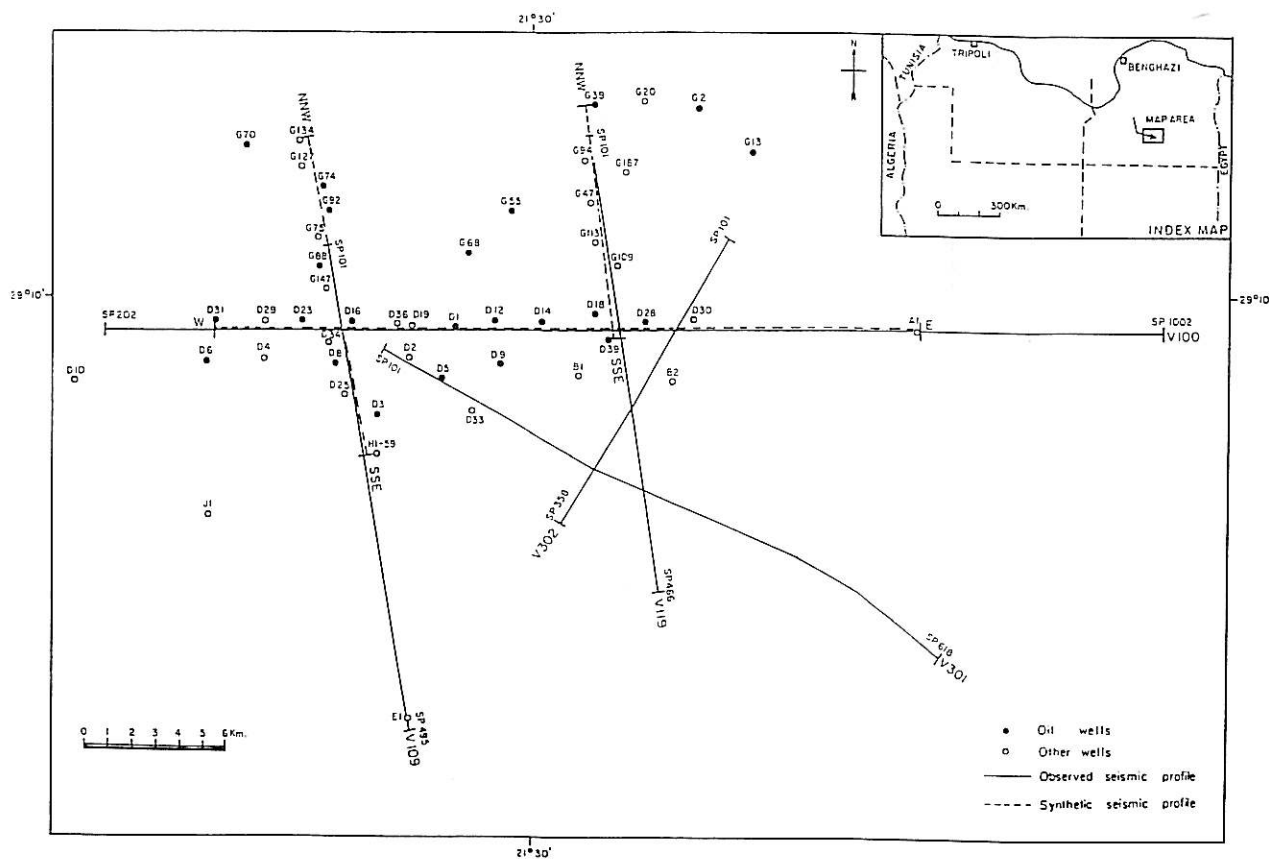 21°30'
N
TUNISIA
TRIPOLI
BENGHAZI
MAP AREA
ALGERIA
EGYPT
0 300Km.
INDEX MAP
NNW
NNW
G39
G20
G2
G70
G134
G127
SP101
G94
G187
G13
G74
G92
G55
G47
G75
SP101
G68
G113
G109
SP101
G88
G147
29°10'
29°10'
SP202
W
D31
D29
D23
D16
D36
D19
D1
D12
D14
D18
D28
D30
A1
E
SP1002
V100
D10
D6
D4
D34
D8
D25
SP101
D2
D5
D9
B1
D39
SSE
B2
D3
D33
H1-59
SSE
J1
SP350
V302
SP466
V119
SP618
V301
E1
SP495
V109
0 1 2 3 4 5 6 Km.
Oil wells
Other wells
Observed seismic profile
Synthetic seismic profile
21°30'